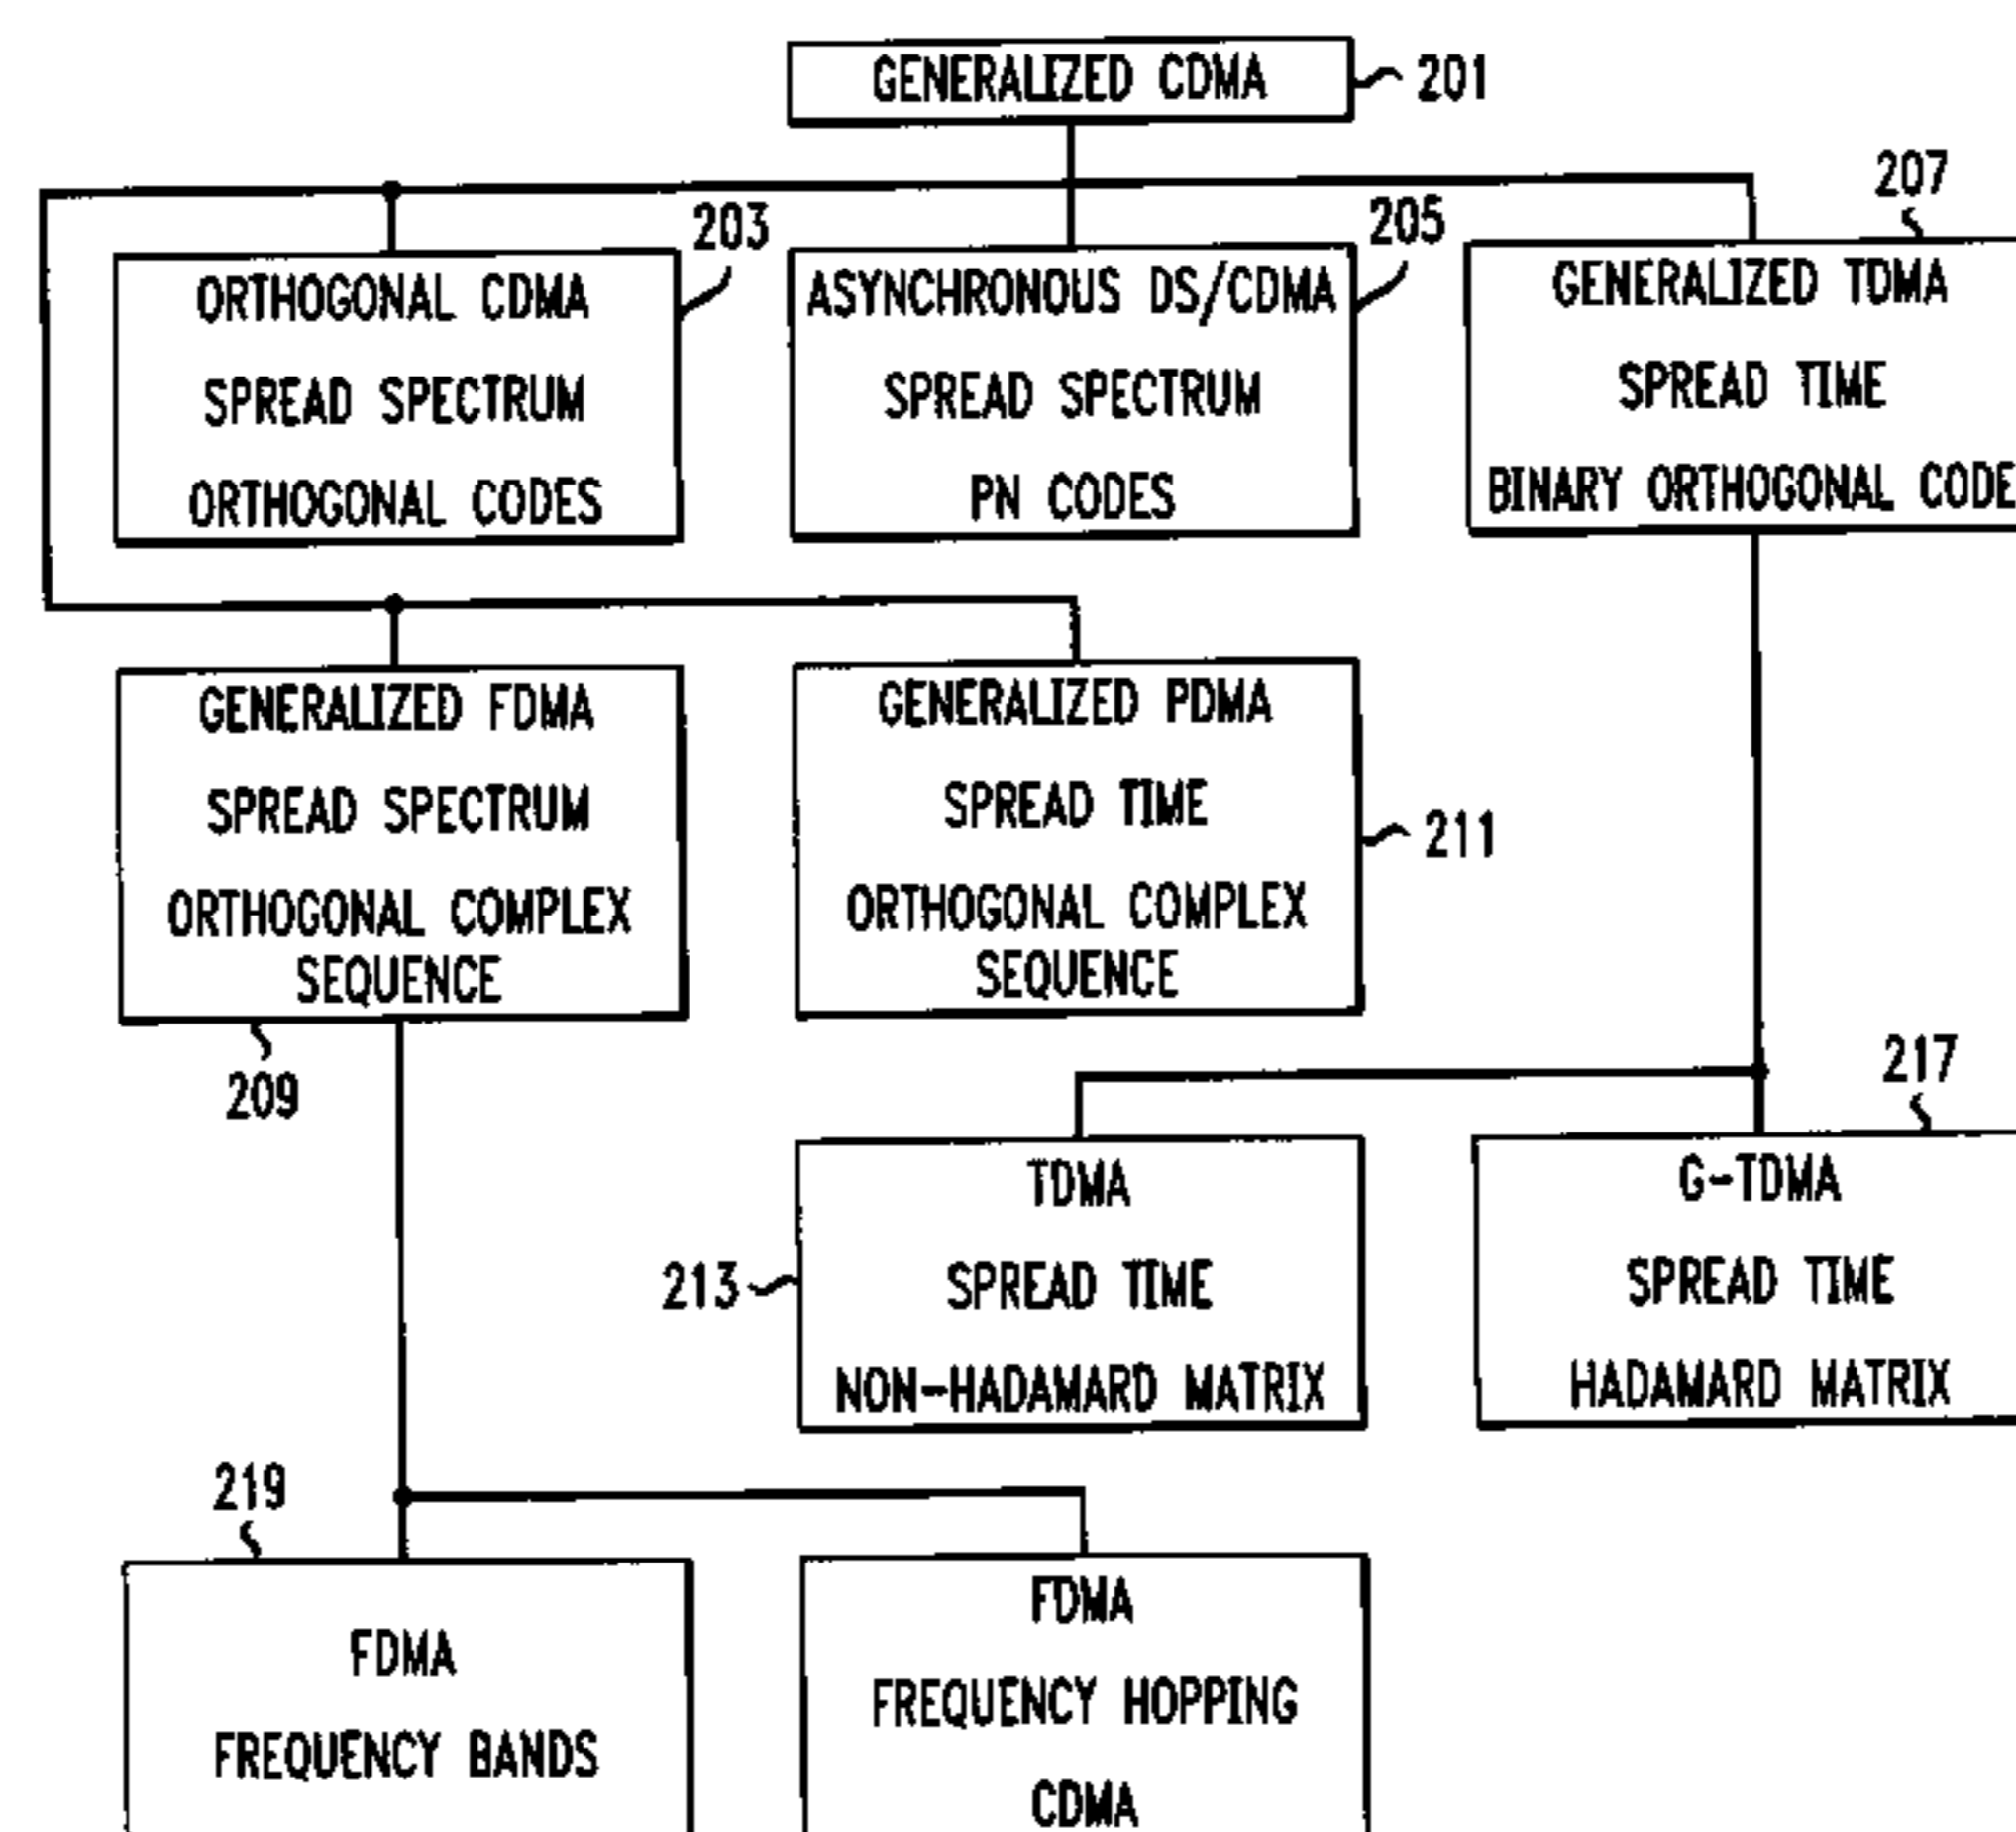 GENERALIZED CDMA
201
207
203
205
ORTHOGONAL CDMA
SPREAD SPECTRUM
ORTHOGONAL CODES
ASYNCHRONOUS DS/CDMA
SPREAD SPECTRUM
PN CODES
GENERALIZED TDMA
SPREAD TIME
BINARY ORTHOGONAL CODE
GENERALIZED FDMA
SPREAD SPECTRUM
ORTHOGONAL COMPLEX
SEQUENCE
209
GENERALIZED PDMA
SPREAD TIME
ORTHOGONAL COMPLEX
SEQUENCE
211
213
TDMA
SPREAD TIME
NON-HADAMARD MATRIX
217
G-TDMA
SPREAD TIME
HADAMARD MATRIX
219
FDMA
FREQUENCY BANDS
FDMA
FREQUENCY HOPPING
CDMA